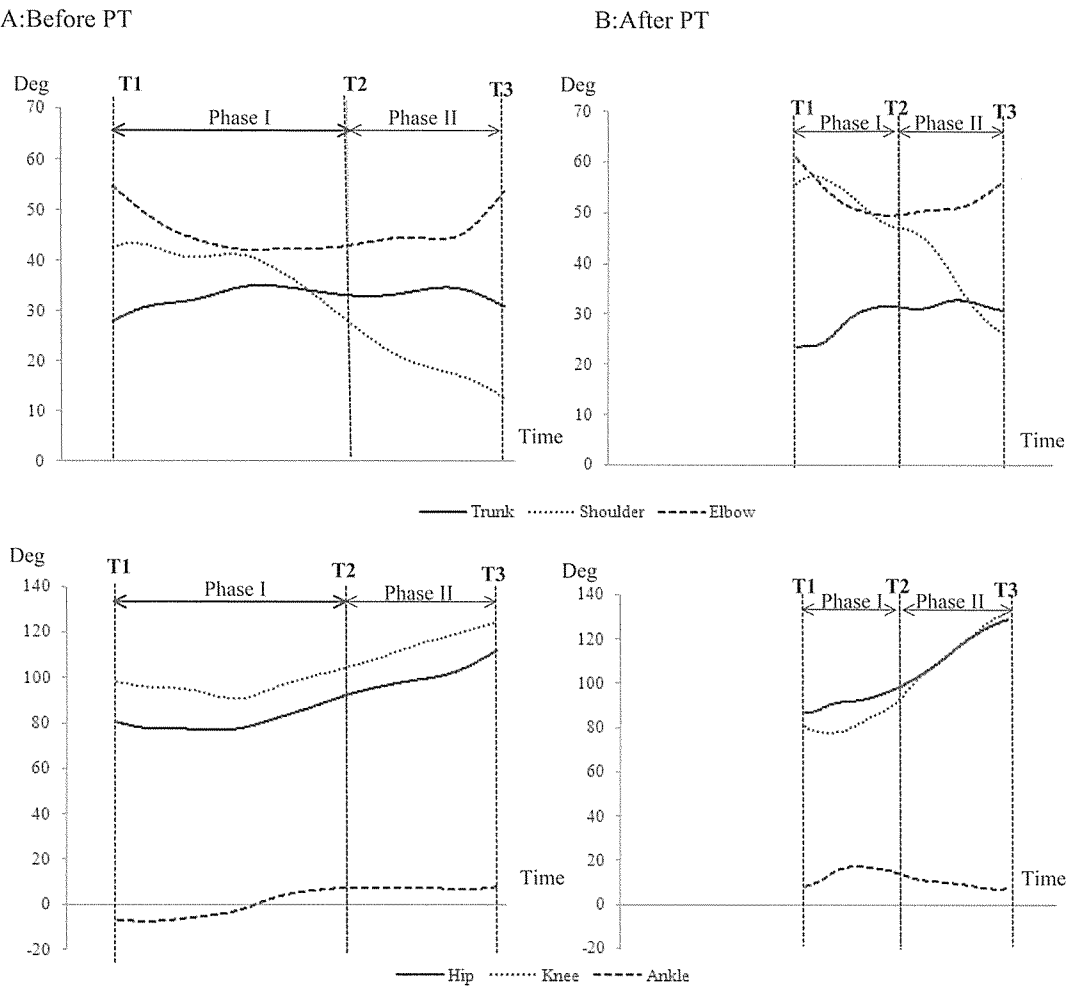 A:Before PT
B:After PT
Deg
T1
T2
T3
Phase I
Phase II
70
60
50
40
30
20
10
0
Time
Deg
T1
T2
T3
Phase I
Phase II
70
60
50
40
30
20
10
0
Time
Trunk Shoulder Elbow
Deg
T1
T2
T3
Phase I
Phase II
140
120
100
80
60
40
20
0
-20
Time
Deg
T1
T2
T3
Phase I
Phase II
140
120
100
80
60
40
20
0
-20
Time
Hip Knee Ankle